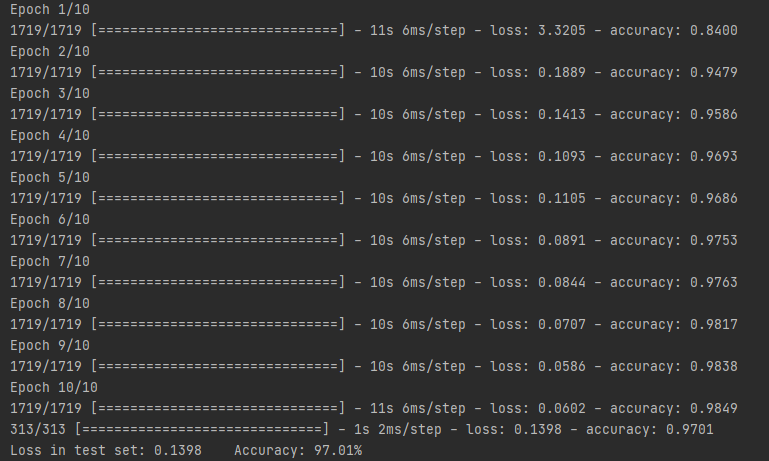 Epoch 1/10
1719/1719 [==============================] - 11s 6ms/step - loss: 3.3205 - accuracy: 0.8400
Epoch 2/10
1719/1719 [==============================] - 10s 6ms/step - loss: 0.1889 - accuracy: 0.9479
Epoch 3/10
1719/1719 [==============================] - 10s 6ms/step - loss: 0.1413 - accuracy: 0.9586
Epoch 4/10
1719/1719 [==============================] - 10s 6ms/step - loss: 0.1093 - accuracy: 0.9693
Epoch 5/10
1719/1719 [==============================] - 10s 6ms/step - loss: 0.1105 - accuracy: 0.9686
Epoch 6/10
1719/1719 [==============================] - 10s 6ms/step - loss: 0.0891 - accuracy: 0.9753
Epoch 7/10
1719/1719 [==============================] - 10s 6ms/step - loss: 0.0844 - accuracy: 0.9763
Epoch 8/10
1719/1719 [==============================] - 10s 6ms/step - loss: 0.0707 - accuracy: 0.9817
Epoch 9/10
1719/1719 [==============================] - 10s 6ms/step - loss: 0.0586 - accuracy: 0.9838
Epoch 10/10
1719/1719 [==============================] - 11s 6ms/step - loss: 0.0602 - accuracy: 0.9849
313/313 [==============================] - 1s 2ms/step - loss: 0.1398 - accuracy: 0.9701
Loss in test set: 0.1398    Accuracy: 97.01%